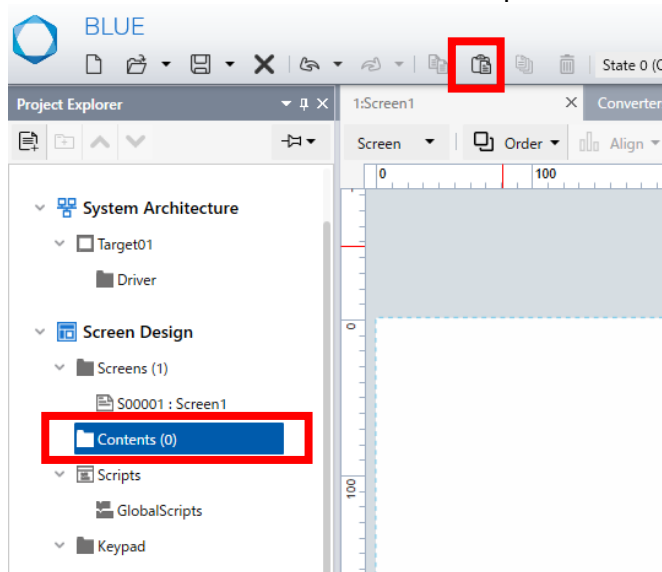 BLUE
State 0 (O
Project Explorer
1:Screen1
Converter
Screen
Order
Align
0
100
System Architecture
Target01
Driver
Screen Design
0
Screens (1)
S00001 : Screen1
Contents (0)
Scripts
100
GlobalScripts
Keypad